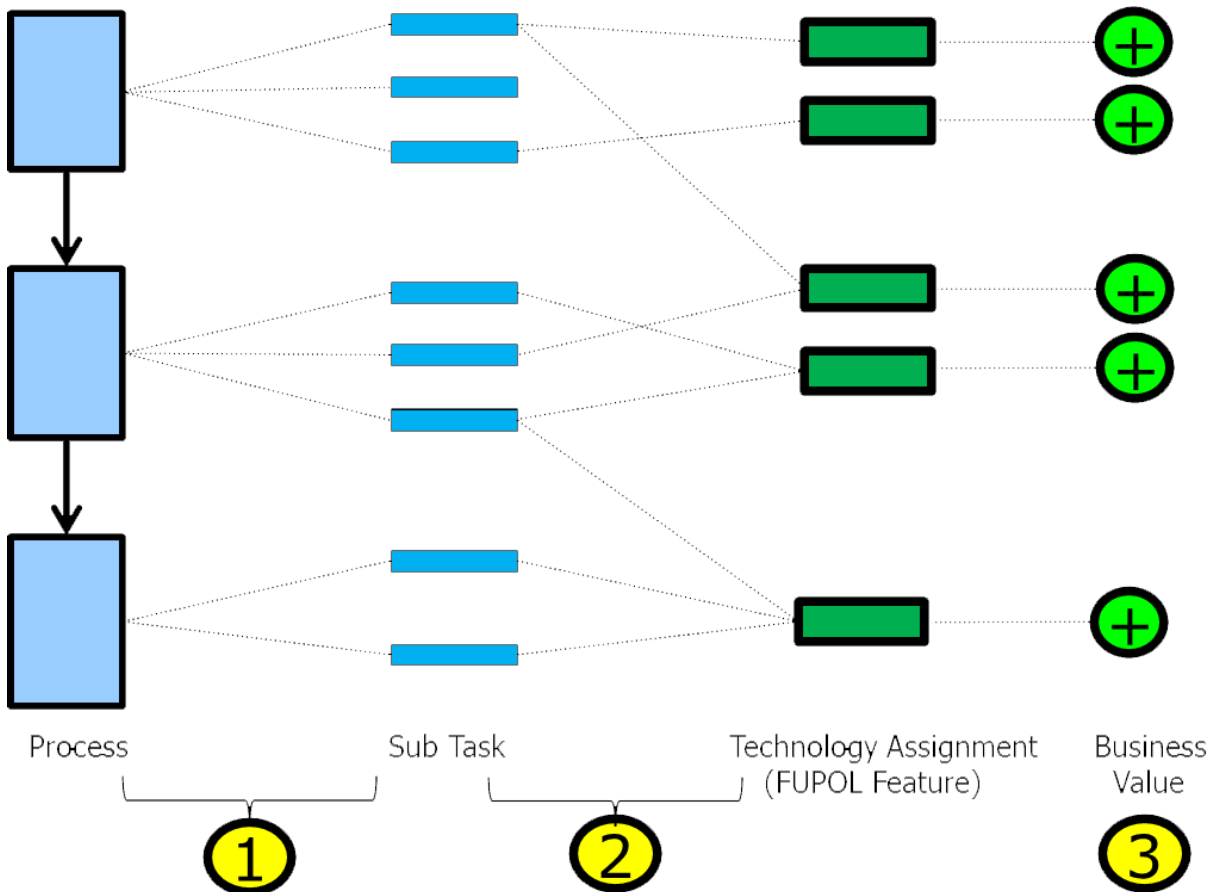 +
+
+
+
+
Process
Sub Task
Technology Assignment
(FUPOL Feature)
Business
Value
1
2
3